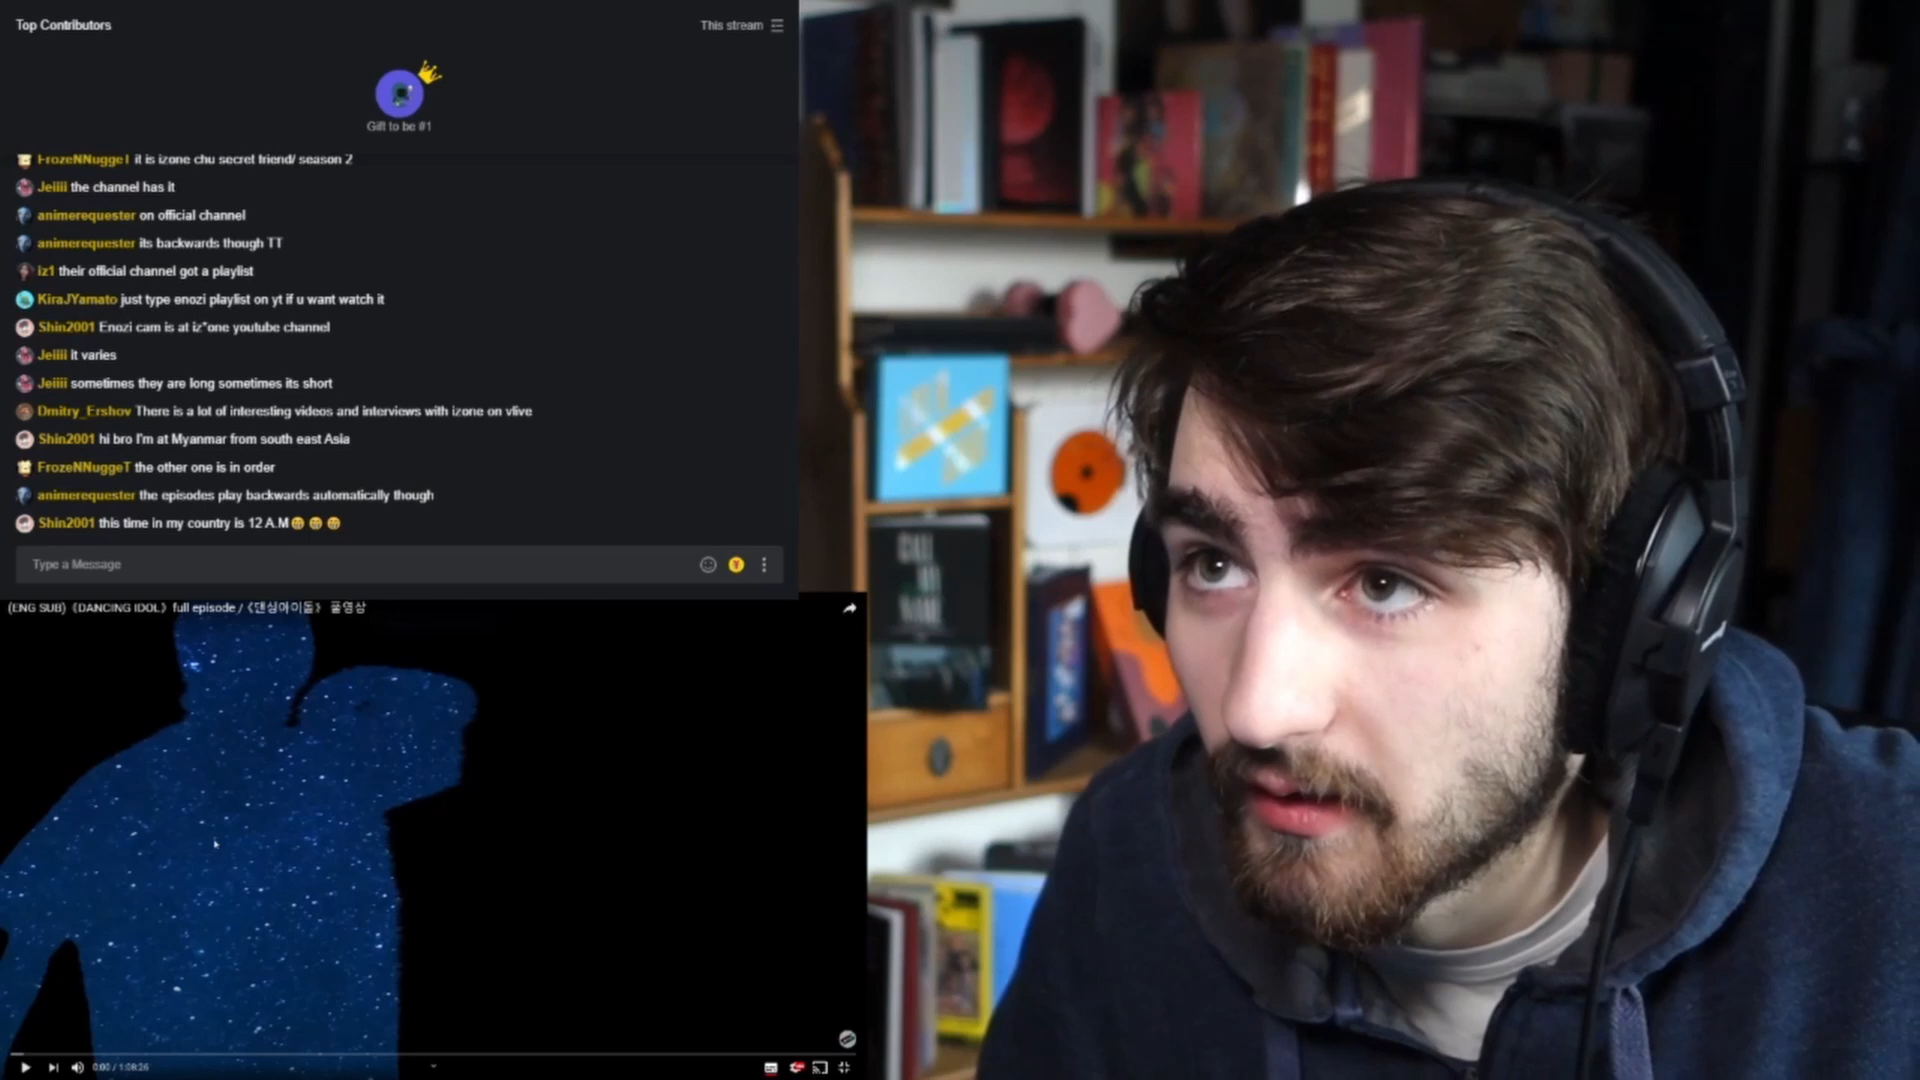 Top Contributors
This stream
Gift to be #1
FrozeNNuggeT it is izone chu secret friend/ season 2
Jeiiii the channel has it
animerequester on official channel
animerequester its backwards though TT
iz1 their official channel got a playlist
KiraJYamato just type enozi playlist on yt if u want watch it
Shin2001 Enozi cam is at iz*one youtube channel
Jeiiii it varies
Jeiiii sometimes they are long sometimes its short
Dmitry_Ershov There is a lot of interesting videos and interviews with izone on vlive
Shin2001 hi bro I'm at Myanmar from south east Asia
FrozeNNuggeT the other one is in order
animerequester the episodes play backwards automatically though
Shin2001 this time in my country is 12 A.M😁😁😁
Type a Message
(ENG SUB)《DANCING IDOL》full episode /《댄싱아이돌》 풀영상
0:00 / 1:08:26
CALL
MY
NAME